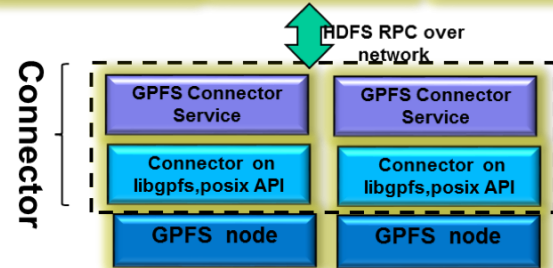 HDFS RPC over
network
Connector
GPFS Connector
Service
GPFS Connector
Service
Connector on
libgpfs,posix API
Connector on
libgpfs,posix API
GPFS node
GPFS node